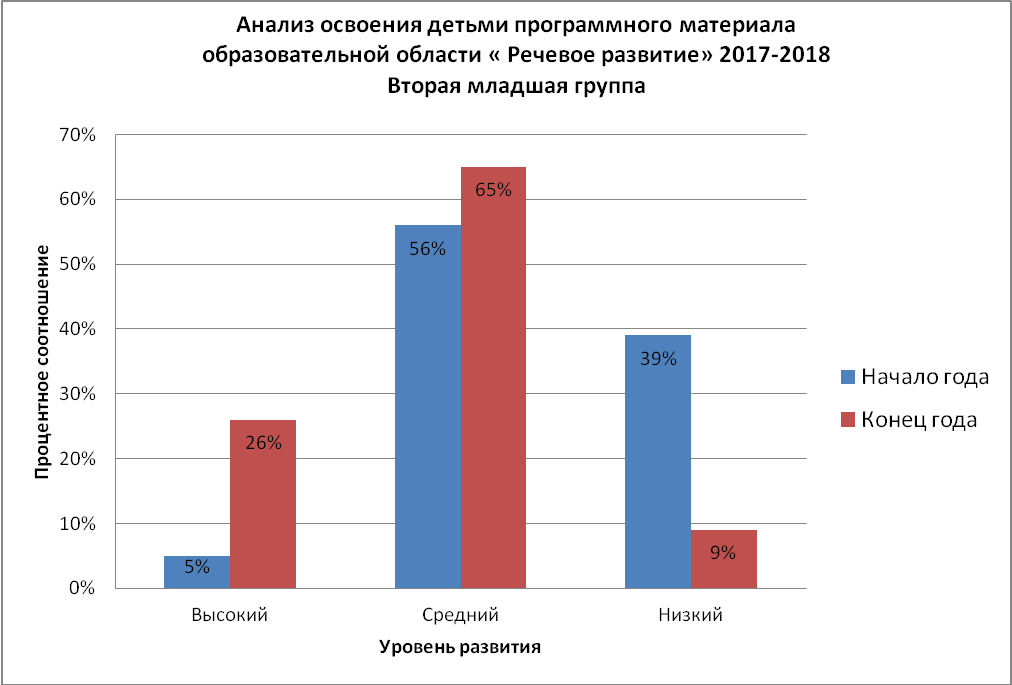 Анализ освоения детьми программного материала
образовательной области « Речевое развитие» 2017-2018
Вторая младшая группа
Процентное соотношение
70%
60%
50%
40%
30%
20%
10%
0%
5%
26%
56%
65%
39%
9%
Высокий
Средний
Низкий
Уровень развития
Начало года
Конец года